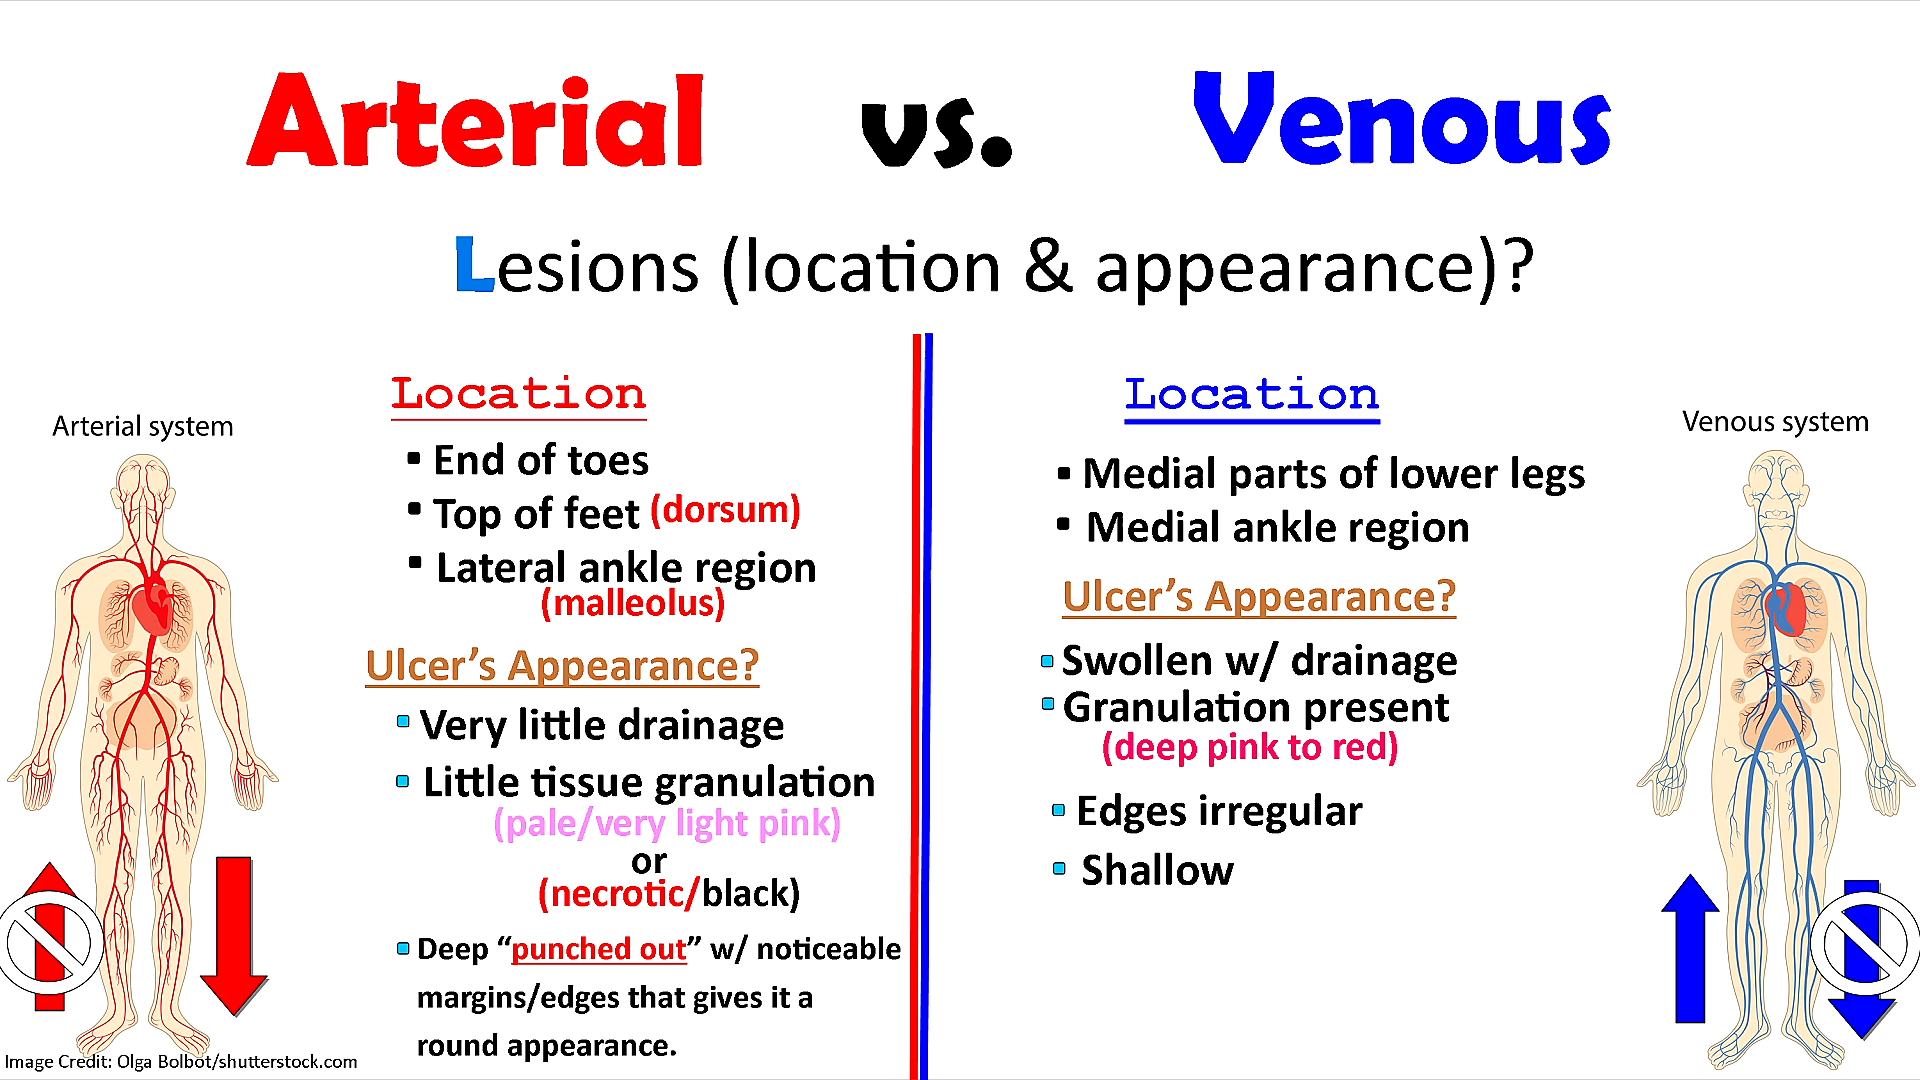 Arterial vs. Venous
Lesions (location & appearance)?
Arterial system
Location
▪ End of toes
▪ Top of feet (dorsum)
▪ Lateral ankle region
(malleolus)
Ulcer’s Appearance?
Very little drainage
Little tissue granulation
(pale/very light pink)
or
(necrotic/black)
Deep “punched out” w/ noticeable
margins/edges that gives it a
round appearance.
Image Credit: Olga Bolbot/shutterstock.com
Location
▪ Medial parts of lower legs
▪ Medial ankle region
Ulcer’s Appearance?
Swollen w/ drainage
Granulation present
(deep pink to red)
Edges irregular
Shallow
Venous system